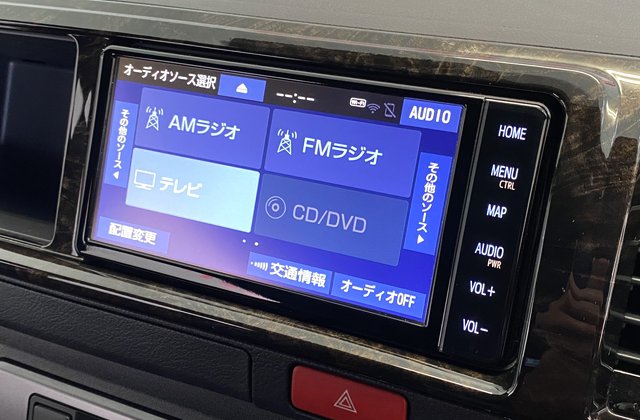 オーディオソース選択
--:--
Wi-Fi
AUDIO
その他のソース
AMラジオ
FMラジオ
その他のソース
テレビ
CD/DVD
配置変更
交通情報
オーディオOFF
HOME
MENU
CTRL
MAP
AUDIO
PWR
VOL+
VOL-